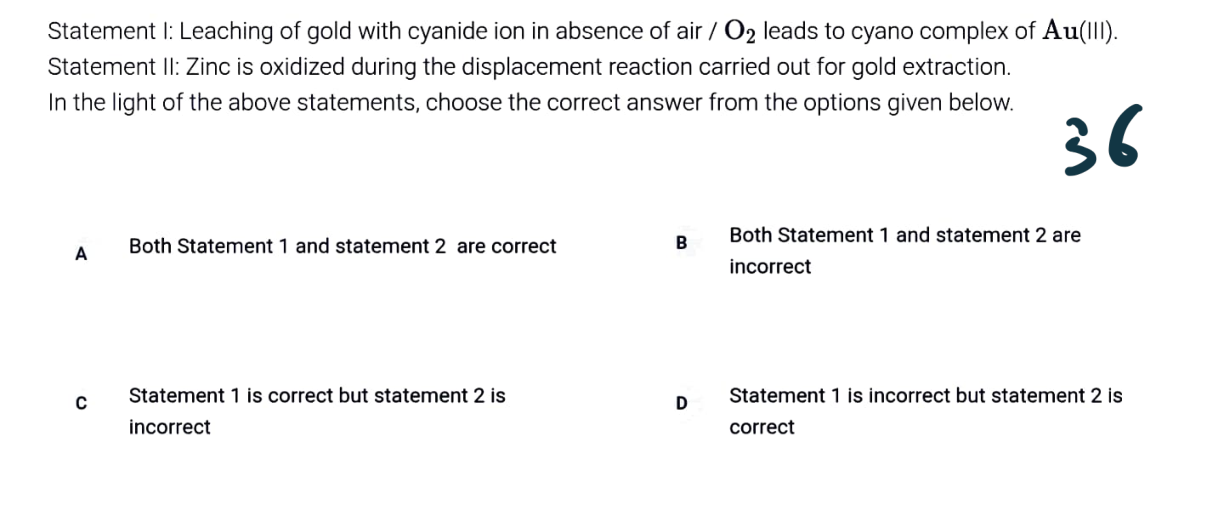 Statement I: Leaching of gold with cyanide ion in absence of air / O₂ leads to cyano complex of Au(III).
Statement II: Zinc is oxidized during the displacement reaction carried out for gold extraction.
In the light of the above statements, choose the correct answer from the options given below.
36
A Both Statement 1 and statement 2 are correct
B Both Statement 1 and statement 2 are
incorrect
C Statement 1 is correct but statement 2 is
incorrect
D Statement 1 is incorrect but statement 2 is
correct